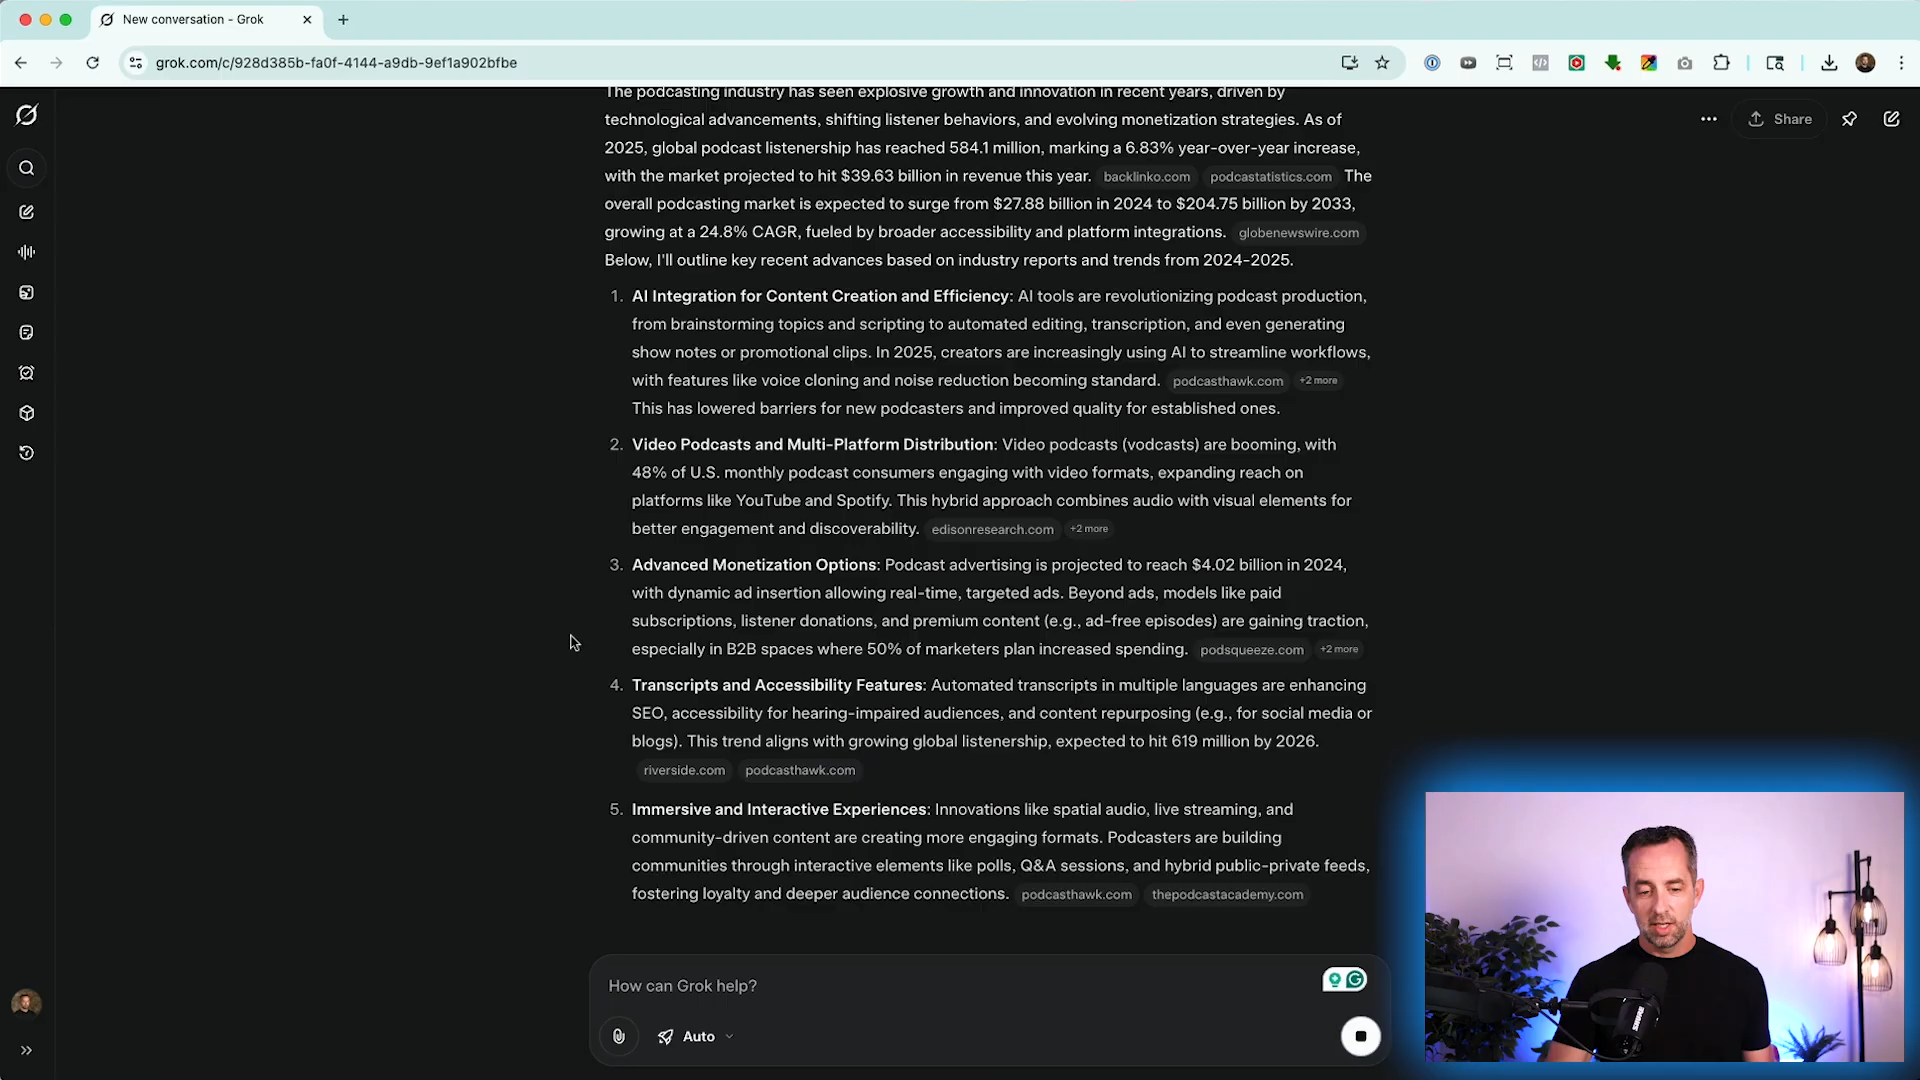 New conversation - Grok
grok.com/c/928d385b-fa0f-4144-a9db-9ef1a902bfbe
Share
The podcasting industry has seen explosive growth and innovation in recent years, driven by
technological advancements, shifting listener behaviors, and evolving monetization strategies. As of
2025, global podcast listenership has reached 584.1 million, marking a 6.83% year-over-year increase,
with the market projected to hit $39.63 billion in revenue this year. backlinko.com podcastatistics.com The
overall podcasting market is expected to surge from $27.88 billion in 2024 to $204.75 billion by 2033,
growing at a 24.8% CAGR, fueled by broader accessibility and platform integrations. globenewswire.com
Below, I'll outline key recent advances based on industry reports and trends from 2024-2025.
1. AI Integration for Content Creation and Efficiency: AI tools are revolutionizing podcast production,
from brainstorming topics and scripting to automated editing, transcription, and even generating
show notes or promotional clips. In 2025, creators are increasingly using AI to streamline workflows,
with features like voice cloning and noise reduction becoming standard. podcasthawk.com +2 more
This has lowered barriers for new podcasters and improved quality for established ones.
2. Video Podcasts and Multi-Platform Distribution: Video podcasts (vodcasts) are booming, with
48% of U.S. monthly podcast consumers engaging with video formats, expanding reach on
platforms like YouTube and Spotify. This hybrid approach combines audio with visual elements for
better engagement and discoverability. edisonresearch.com +2 more
3. Advanced Monetization Options: Podcast advertising is projected to reach $4.02 billion in 2024,
with dynamic ad insertion allowing real-time, targeted ads. Beyond ads, models like paid
subscriptions, listener donations, and premium content (e.g., ad-free episodes) are gaining traction,
especially in B2B spaces where 50% of marketers plan increased spending. podsqueeze.com +2 more
4. Transcripts and Accessibility Features: Automated transcripts in multiple languages are enhancing
SEO, accessibility for hearing-impaired audiences, and content repurposing (e.g., for social media or
blogs). This trend aligns with growing global listenership, expected to hit 619 million by 2026.
riverside.com podcasthawk.com
5. Immersive and Interactive Experiences: Innovations like spatial audio, live streaming, and
community-driven content are creating more engaging formats. Podcasters are building
communities through interactive elements like polls, Q&A sessions, and hybrid public-private feeds,
fostering loyalty and deeper audience connections. podcasthawk.com thepodcastacademy.com
How can Grok help?
Auto